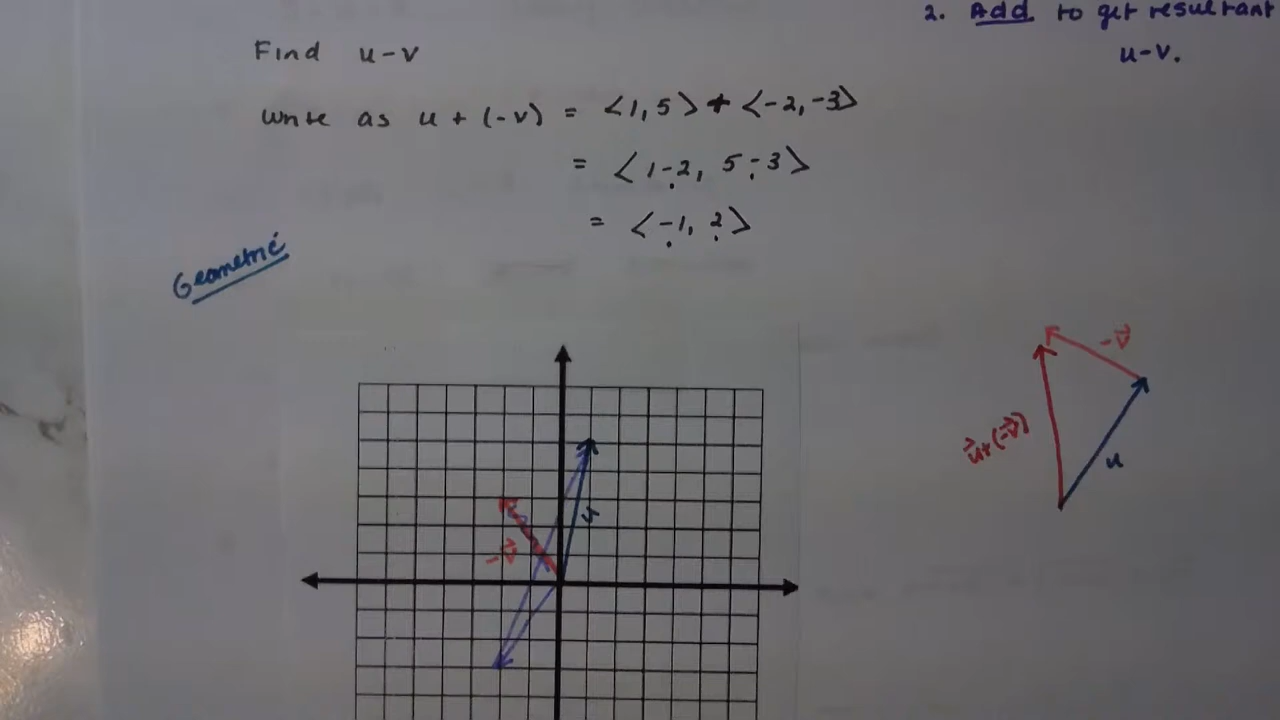 2. Add to get resultant
u-v.
Find u-v
Write as u + (-v) = <1, 5> + <-2, -3>
= <1-2, 5-3>
= <-1, 2>
Geometric
-v⃗
u⃗+(-v⃗)
u
-v⃗